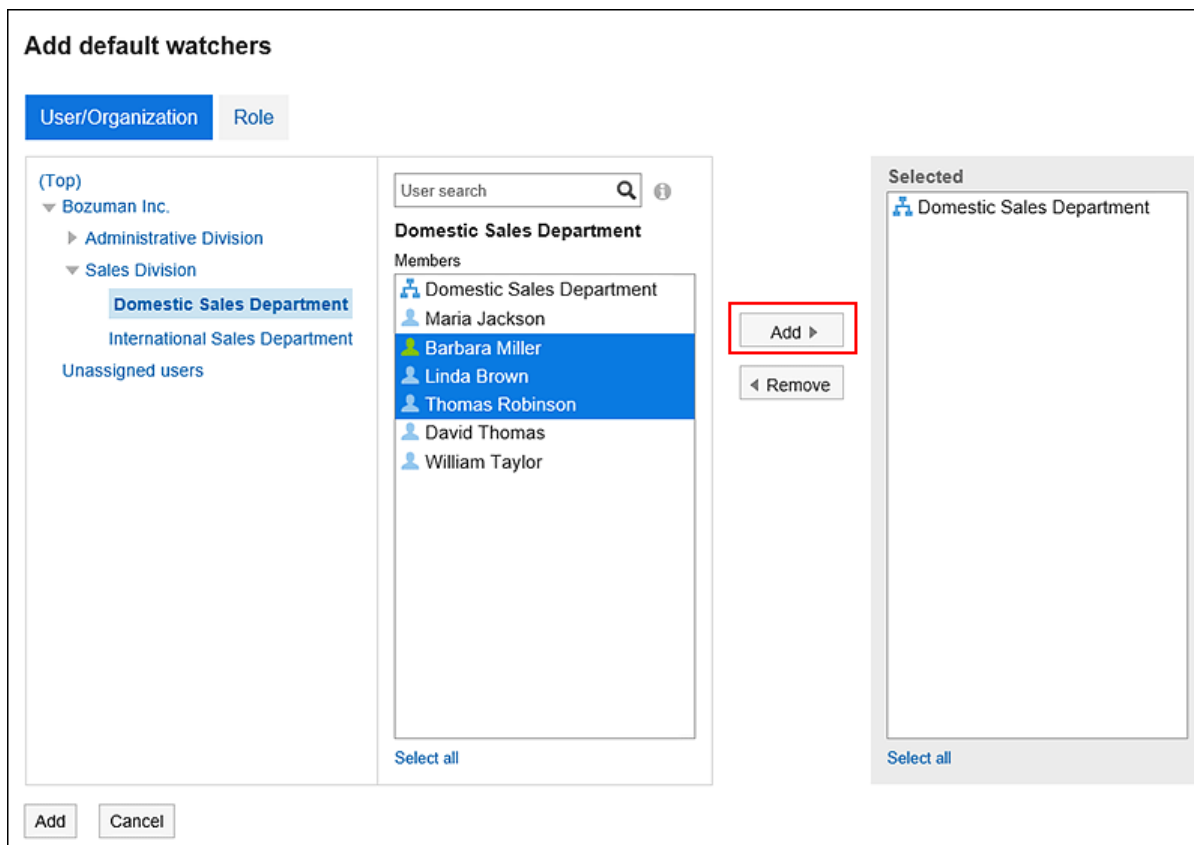 Add default watchers
User/Organization
Role
(Top)
Bozuman Inc.
Administrative Division
Sales Division
Domestic Sales Department
International Sales Department
Unassigned users
User search
Domestic Sales Department
Members
Domestic Sales Department
Maria Jackson
Barbara Miller
Linda Brown
Thomas Robinson
David Thomas
William Taylor
Select all
Add
Remove
Selected
Domestic Sales Department
Select all
Add
Cancel